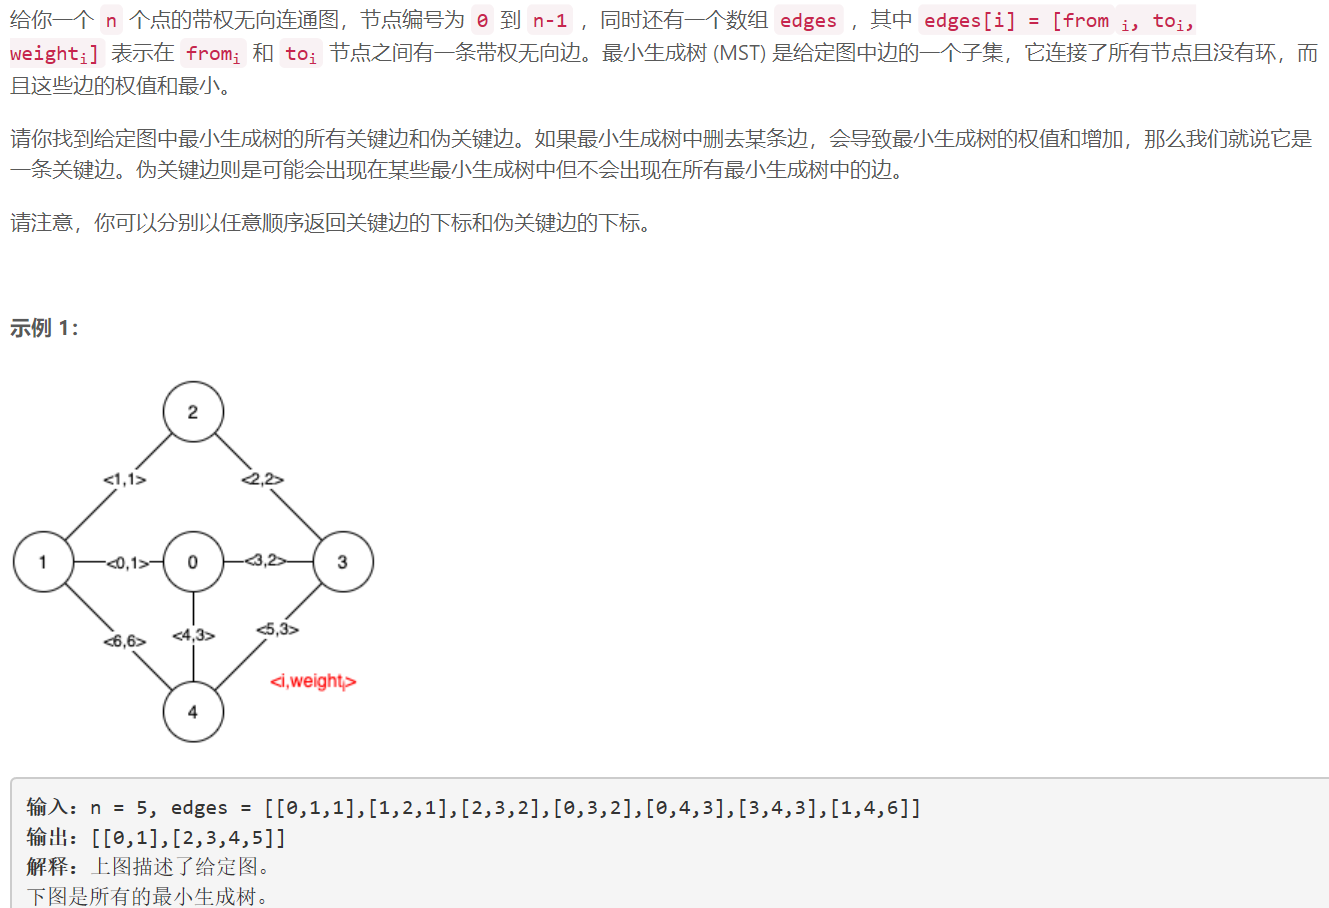 给你一个 n 个点的带权无向连通图，节点编号为 0 到 n-1 ，同时还有一个数组 edges ，其中 edges[i] = [from i, toi,
weighti] 表示在 fromi 和 toi 节点之间有一条带权无向边。最小生成树 (MST) 是给定图中边的一个子集，它连接了所有节点且没有环，而
且这些边的权值和最小。
请你找到给定图中最小生成树的所有关键边和伪关键边。如果最小生成树中删去某条边，会导致最小生成树的权值和增加，那么我们就说它是
一条关键边。伪关键边则是可能会出现在某些最小生成树中但不会出现在所有最小生成树中的边。
请注意，你可以分别以任意顺序返回关键边的下标和伪关键边的下标。
示例 1：
2
<1,1> <2,2>
1 <0,1> 0 <3,2> 3
<6,6> <4,3> <5,3>
<i,weighti>
4
输入：n = 5, edges = [[0,1,1],[1,2,1],[2,3,2],[0,3,2],[0,4,3],[3,4,3],[1,4,6]]
输出：[[0,1],[2,3,4,5]]
解释：上图描述了给定图。
下图是所有的最小生成树。